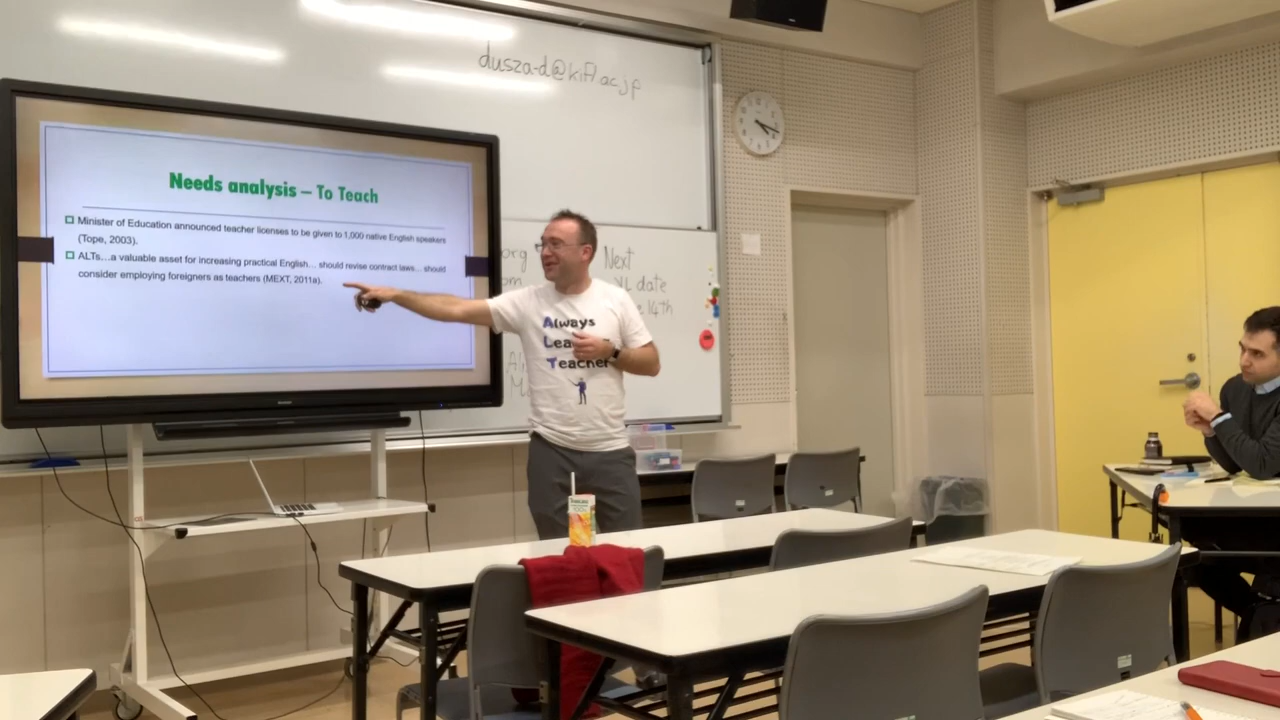 dusza-d@kifl.ac.jp
Needs analysis – To Teach
Minister of Education announced teacher licenses to be given to 1,000 native English speakers
(Tope, 2003).
ALTs…a valuable asset for increasing practical English… should revise contract laws… should
consider employing foreigners as teachers (MEXT, 2011a).
org
Next
date
14th
Always
Teacher